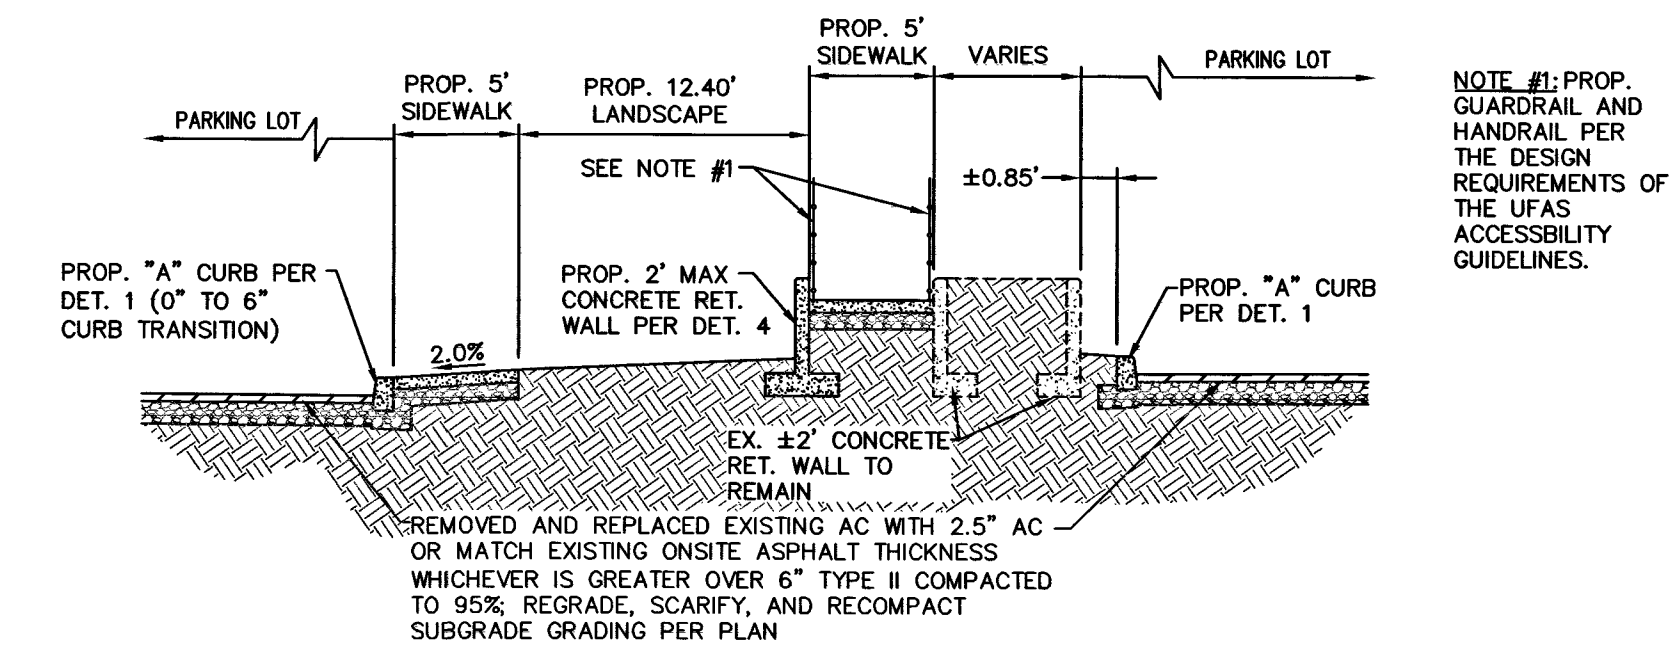 PROP. 5'
SIDEWALK
VARIES
PARKING LOT
PROP. 5'
SIDEWALK
PROP. 12.40'
LANDSCAPE
PARKING LOT
SEE NOTE #1
±0.85'
NOTE #1: PROP.
GUARDRAIL AND
HANDRAIL PER
THE DESIGN
REQUIREMENTS OF
THE UFAS
ACCESSBILITY
GUIDELINES.
PROP. "A" CURB PER
DET. 1 (0" TO 6"
CURB TRANSITION)
PROP. 2' MAX
CONCRETE RET.
WALL PER DET. 4
PROP. "A" CURB
PER DET. 1
2.0%
EX. ±2' CONCRETE
RET. WALL TO
REMAIN
REMOVED AND REPLACED EXISTING AC WITH 2.5" AC
OR MATCH EXISTING ONSITE ASPHALT THICKNESS
WHICHEVER IS GREATER OVER 6" TYPE II COMPACTED
TO 95%; REGRADE, SCARIFY, AND RECOMPACT
SUBGRADE GRADING PER PLAN